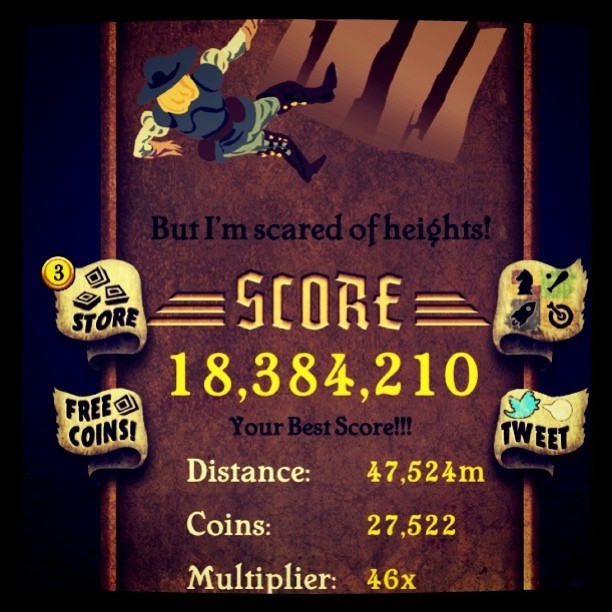 But I'm scared of heights!
SCORE
3
STORE
18,384,210
FREE
COINS!
TWEET
Your Best Score!!!
Distance: 47,524m
Coins: 27,522
Multiplier: 46x